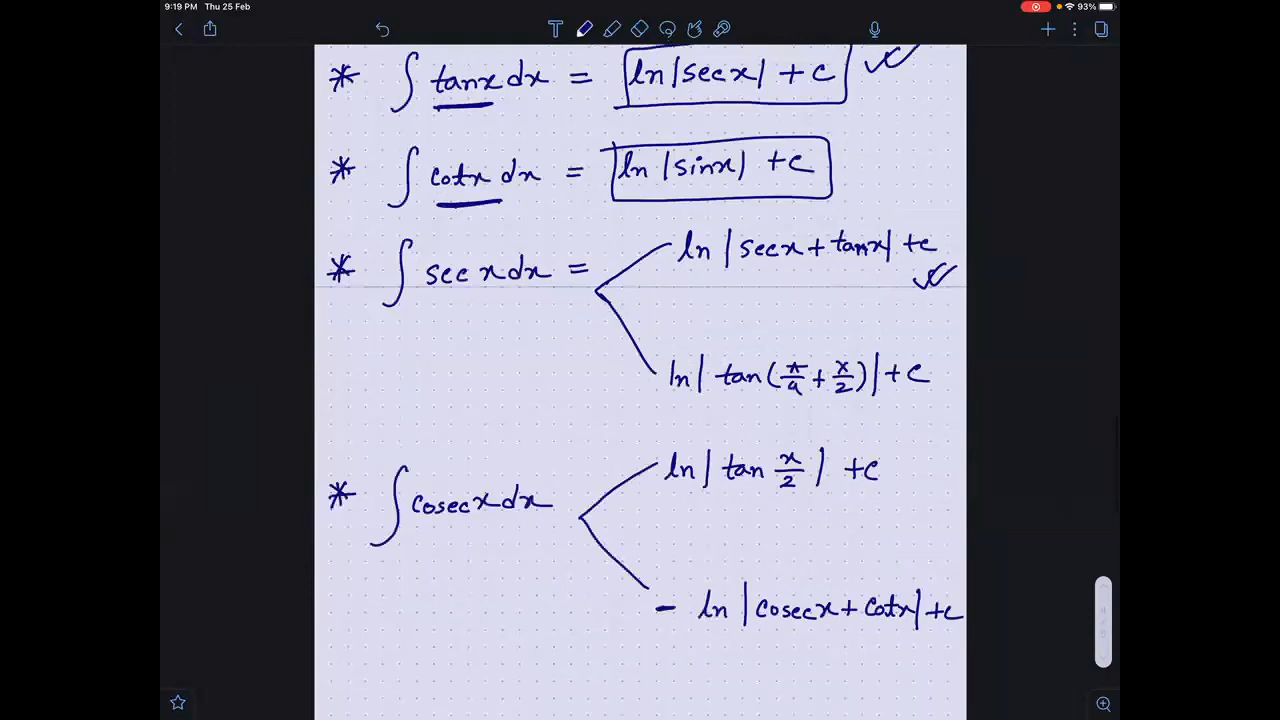 9:19 PM Thu 25 Feb
93%
* ∫ tanx dx = ln|secx| + c
* ∫ cotx dx = ln |sinx| + c
* ∫ sec x dx =
ln |secx + tanx| + c
ln| tan(π/4 + x/2)| + c
* ∫ cosec x dx
ln| tan x/2 | + c
- ln |cosecx + cotx| + c